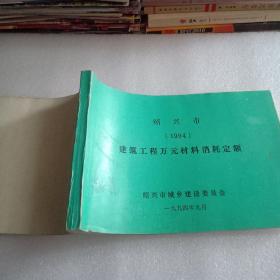 绍兴市
（1994）
建筑工程万元材料消耗定额
绍兴市城乡建设委员会
一九九四年九月